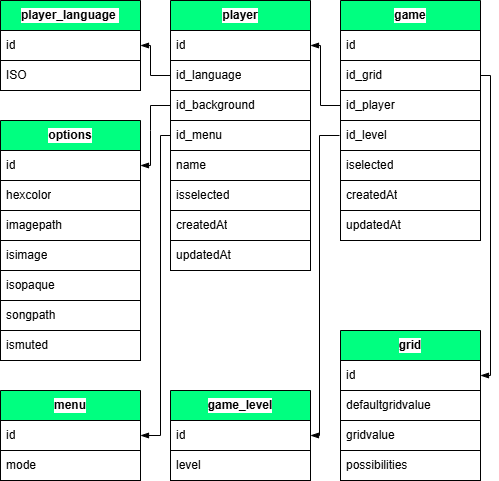 player_language
id
ISO
player
id
id_language
id_background
id_menu
name
isselected
createdAt
updatedAt
game
id
id_grid
id_player
id_level
iselected
createdAt
updatedAt
options
id
hexcolor
imagepath
isimage
isopaque
songpath
ismuted
grid
id
defaultgridvalue
gridvalue
possibilities
menu
id
mode
game_level
id
level